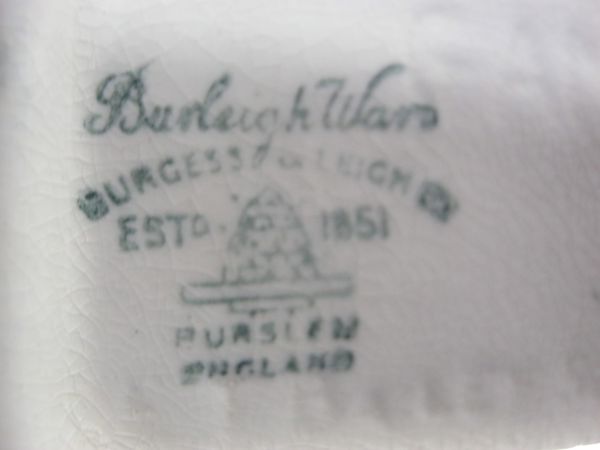 Burleigh Ware
BURGESS & LEIGH
ESTD. 1851
BURSLEM
ENGLAND